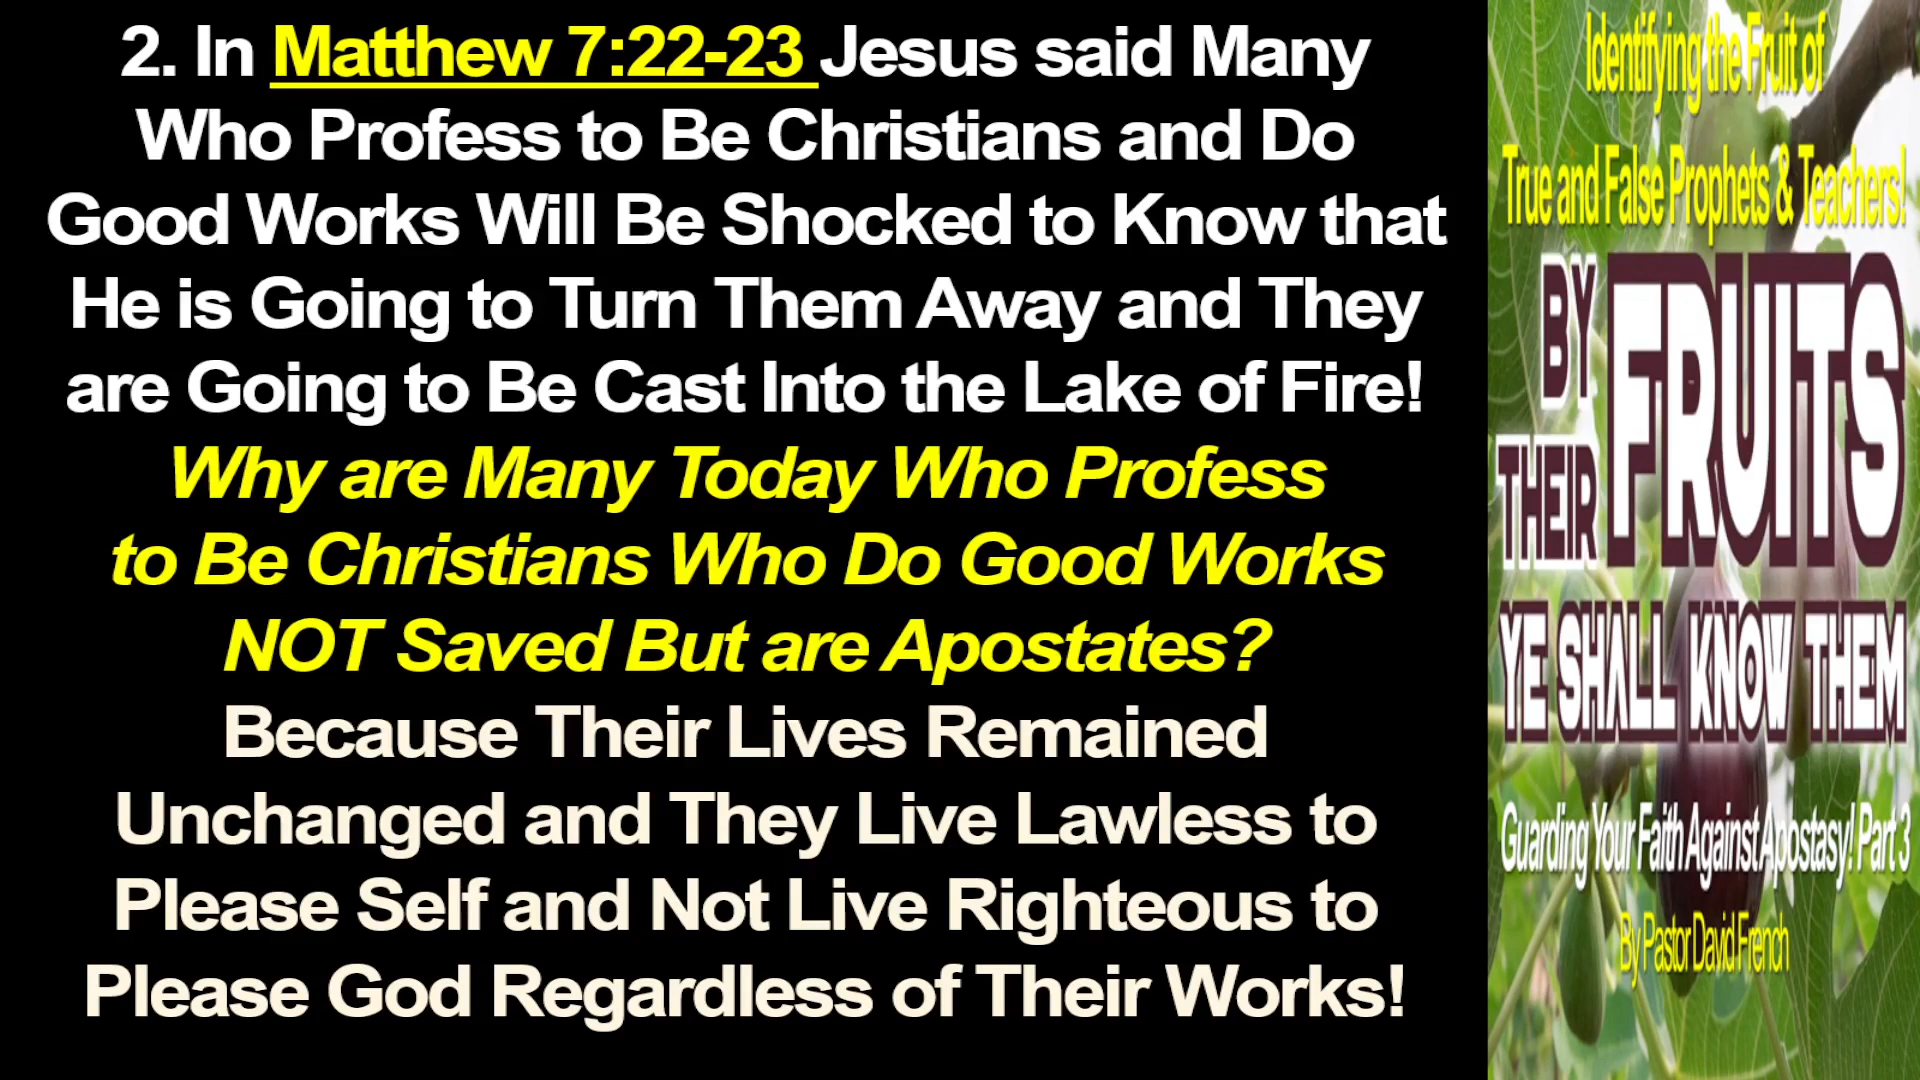 2. In Matthew 7:22-23 Jesus said Many
Who Profess to Be Christians and Do
Good Works Will Be Shocked to Know that
He is Going to Turn Them Away and They
are Going to Be Cast Into the Lake of Fire!
Why are Many Today Who Profess
to Be Christians Who Do Good Works
NOT Saved But are Apostates?
Because Their Lives Remained
Unchanged and They Live Lawless to
Please Self and Not Live Righteous to
Please God Regardless of Their Works!
Identifying the Fruit of
True and False Prophets & Teachers!
BY
THEIR FRUITS
YE SHALL KNOW THEM
Guarding Your Faith Against Apostasy! Part 3
By Pastor David French